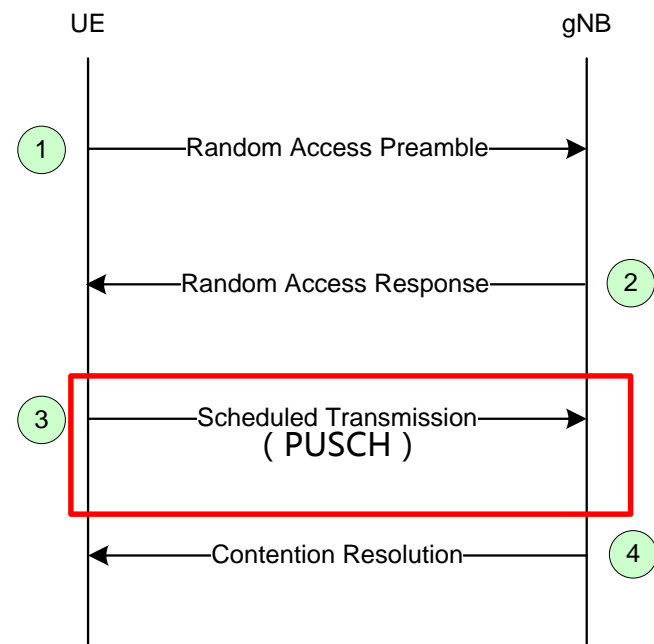 UE
gNB
1
Random Access Preamble
Random Access Response
2
3
Scheduled Transmission
( PUSCH )
Contention Resolution
4